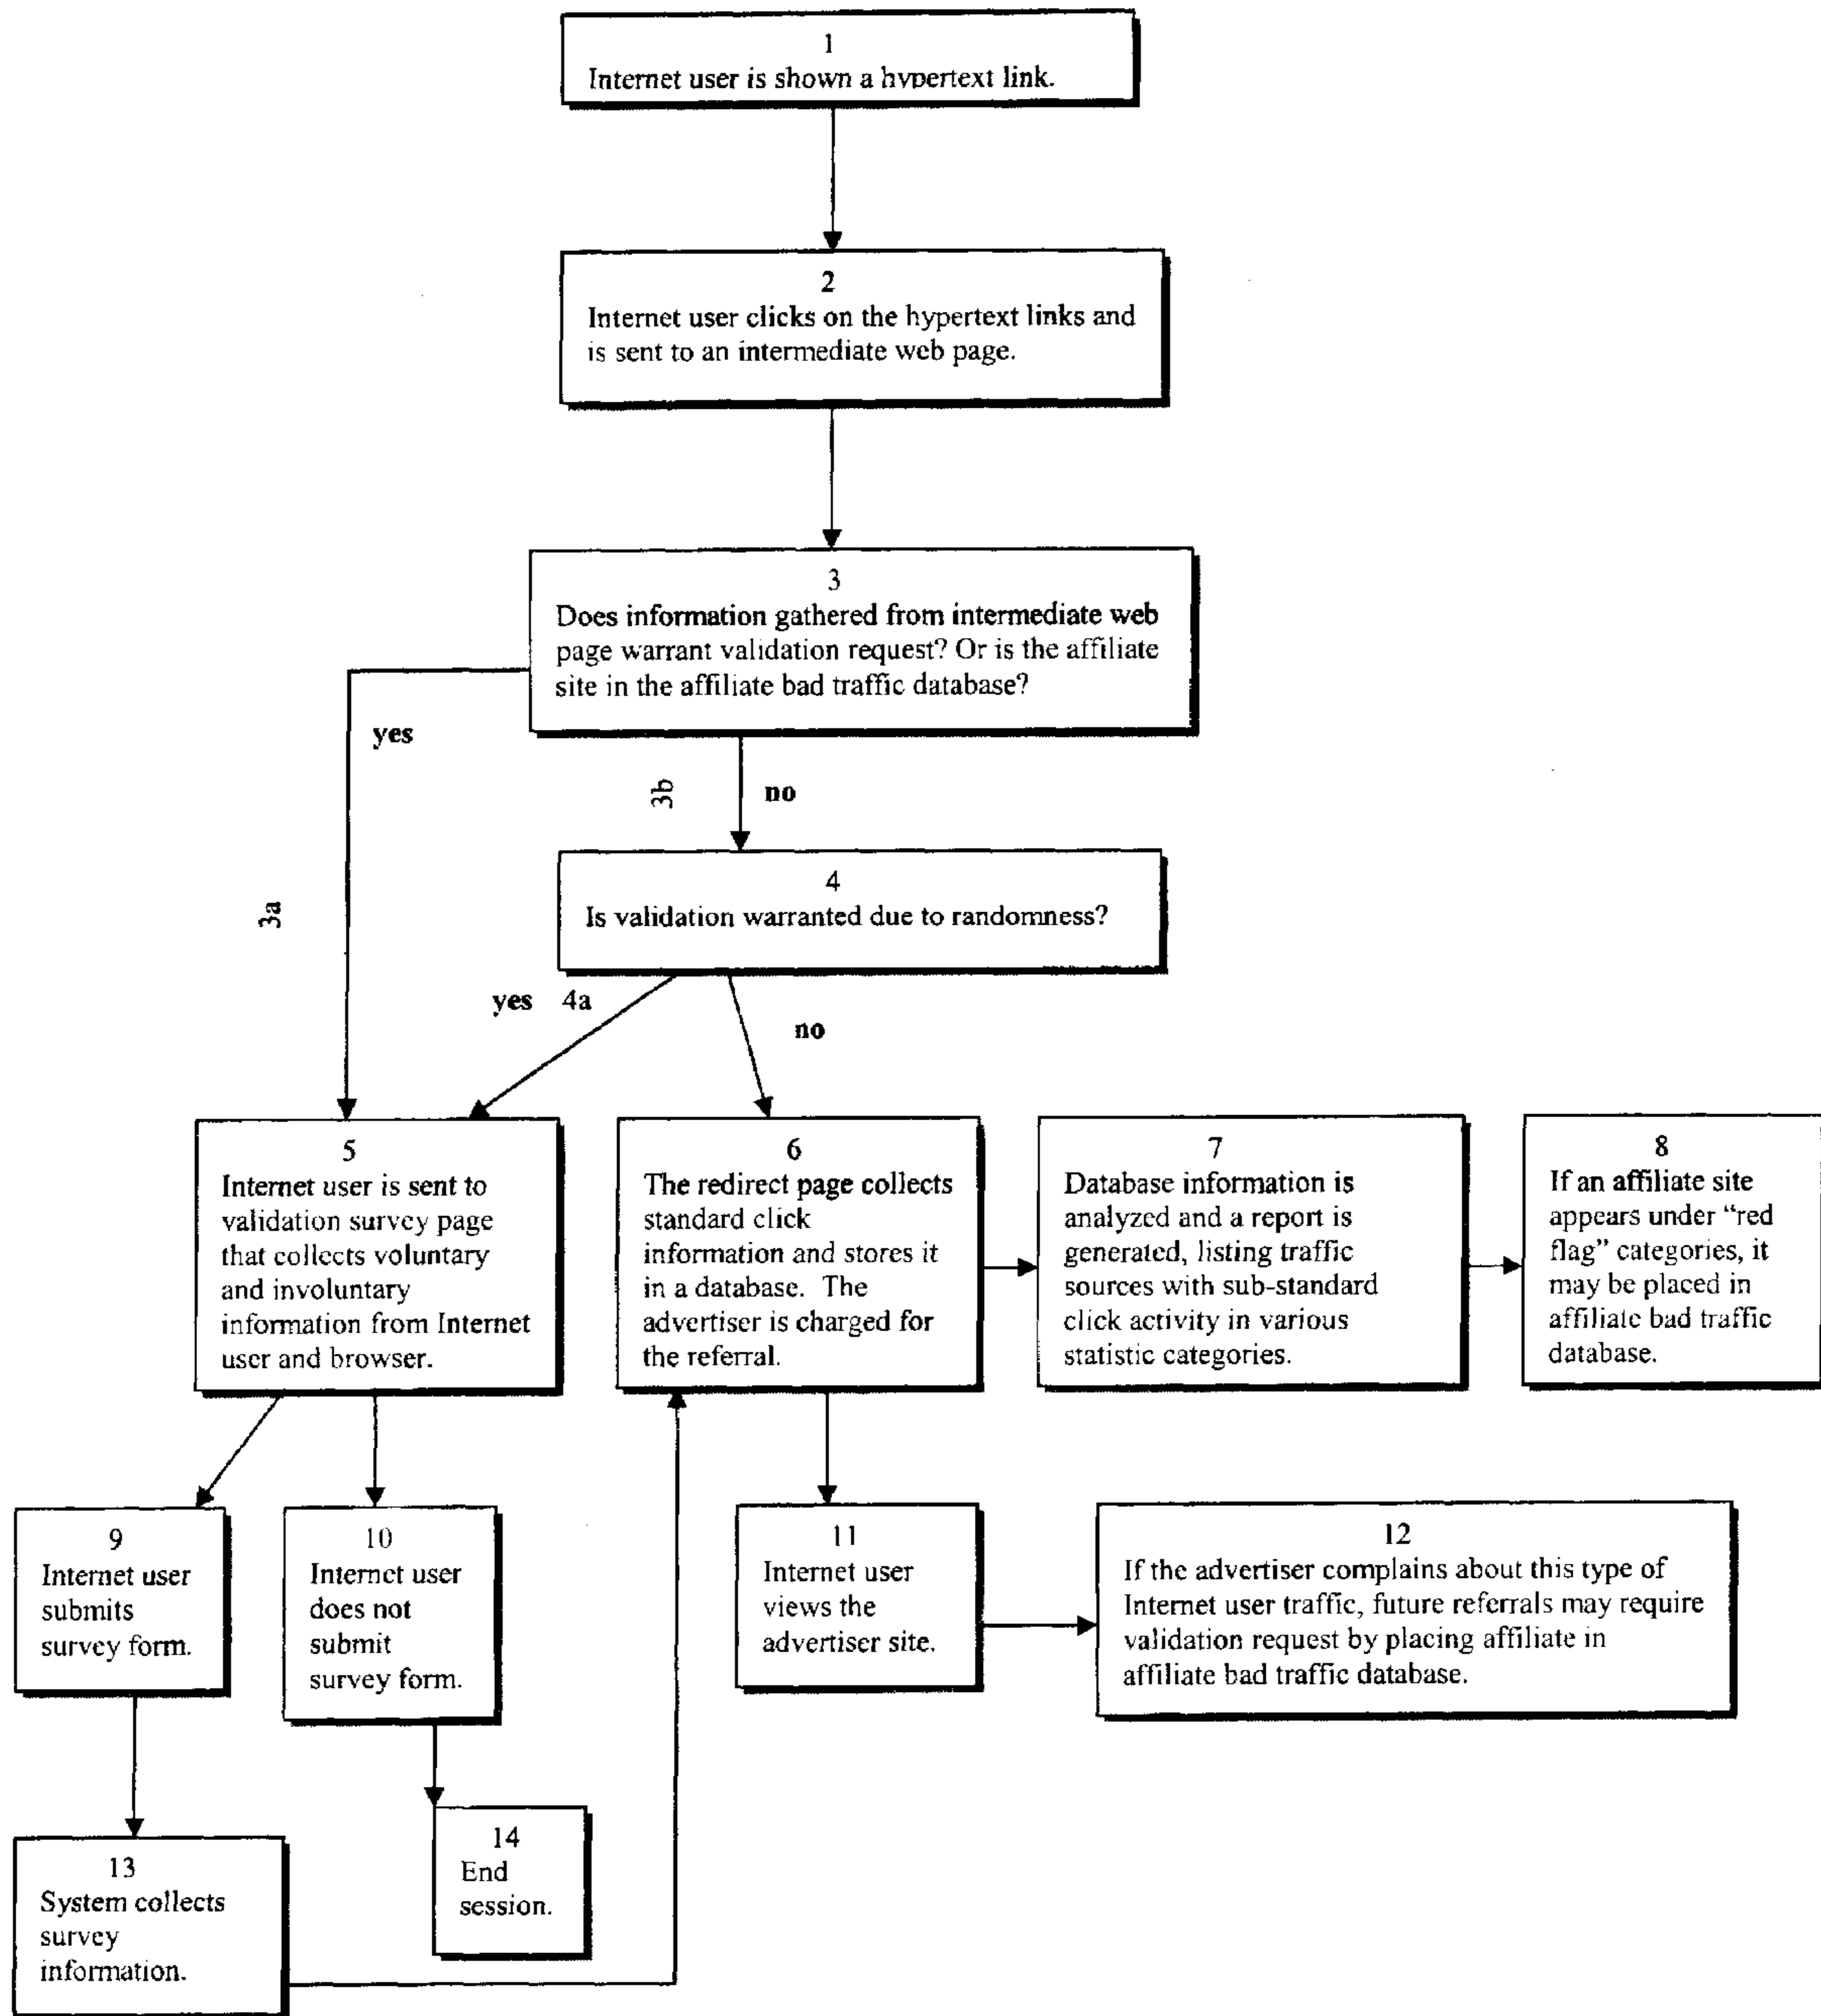 1
Internet user is shown a hypertext link.
2
Internet user clicks on the hypertext links and
is sent to an intermediate web page.
3
Does information gathered from intermediate web
page warrant validation request? Or is the affiliate
site in the affiliate bad traffic database?
yes
3b
no
3a
4
Is validation warranted due to randomness?
yes 4a
no
5
Internet user is sent to
validation survey page
that collects voluntary
and involuntary
information from Internet
user and browser.
6
The redirect page collects
standard click
information and stores it
in a database. The
advertiser is charged for
the referral.
7
Database information is
analyzed and a report is
generated, listing traffic
sources with sub-standard
click activity in various
statistic categories.
8
If an affiliate site
appears under “red
flag” categories, it
may be placed in
affiliate bad traffic
database.
9
Internet user
submits
survey form.
10
Internet user
does not
submit
survey form.
11
Internet user
views the
advertiser site.
12
If the advertiser complains about this type of
Internet user traffic, future referrals may require
validation request by placing affiliate in
affiliate bad traffic database.
13
System collects
survey
information.
14
End
session.